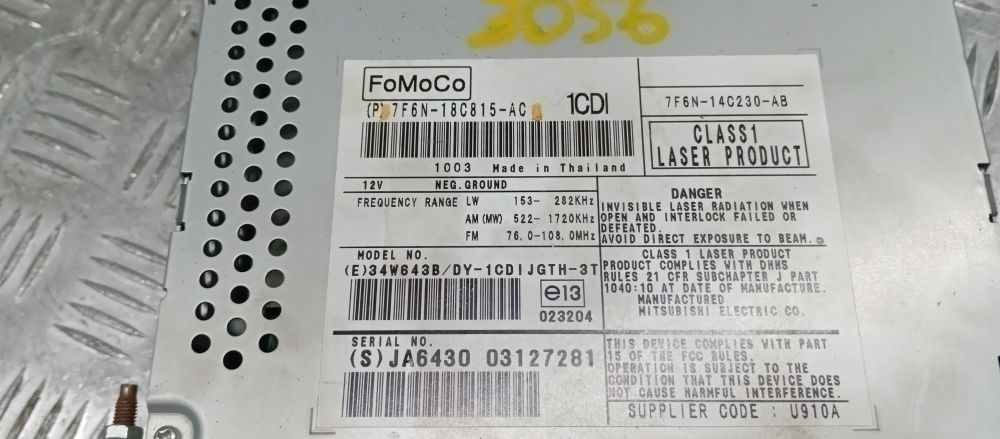 3056
FoMoCo
(P) 7F6N-18C815-AC 1CDI
1003 Made in Thailand
7F6N-14C230-AB
CLASS1
LASER PRODUCT
12V NEG.GROUND
FREQUENCY RANGE LW 153- 282KHz
AM(MW) 522- 1720KHz
FM 76.0-108.0MHz
MODEL NO.
(E)34W643B/DY-1CDIJGTH-3T
e13
023204
SERIAL NO.
(S)JA6430 03127281
DANGER
INVISIBLE LASER RADIATION WHEN
OPEN AND INTERLOCK FAILED OR
DEFEATED.
AVOID DIRECT EXPOSURE TO BEAM.
CLASS 1 LASER PRODUCT
PRODUCT COMPLIES WITH DHHS
RULES 21 CFR SUBCHAPTER J PART
1040:10 AT DATE OF MANUFACTURE.
MANUFACTURED
MITSUBISHI ELECTRIC CO.
THIS DEVICE COMPLIES WITH PART
15 OF THE FCC RULES.
OPERATION IS SUBJECT TO THE
CONDITION THAT THIS DEVICE DOES
NOT CAUSE HARMFUL INTERFERENCE.
SUPPLIER CODE : U910A